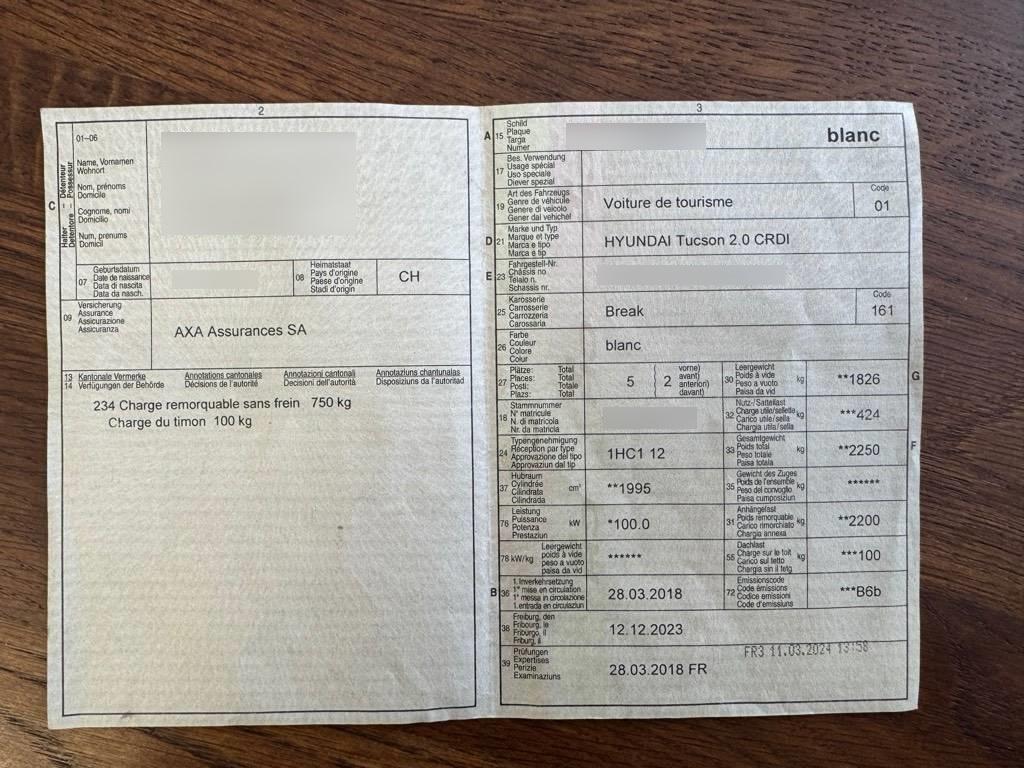 2
01–06
Name, Vornamen
Wohnort
Nom, prénoms
Domicile
Cognome, nomi
Domicilio
Num, prenums
Domicil
C
Halter – Détenteur
Detentore – Possessur
07
Geburtsdatum
Date de naissance
Data di nascita
Data da nasch.
08
Heimatstaat
Pays d'origine
Paese d'origine
Stadi d'origin
CH
09
Versicherung
Assurance
Assicurazione
Assicuranza
AXA Assurances SA
13 Kantonale Vermerke Annotations cantonales Annotazioni cantonali Annotaziuns chantunalas
14 Verfügungen der Behörde Décisions de l'autorité Decisioni dell'autorità Disposiziuns da l'autoritad
234 Charge remorquable sans frein 750 kg
Charge du timon 100 kg
3
A 15
Schild
Plaque
Targa
Numer
blanc
17
Bes. Verwendung
Usage spécial
Uso speciale
Diever spezial
19
Art des Fahrzeugs
Genre de véhicule
Genere di veicolo
Gener dal vehichel
Voiture de tourisme
Code
01
D 21
Marke und Typ
Marque et type
Marca e tipo
Marca e tip
HYUNDAI Tucson 2.0 CRDI
E 23
Fahrgestell-Nr.
Châssis no
Telaio n.
Schassis nr.
25
Karosserie
Carrosserie
Carrozzeria
Carossaria
Break
Code
161
26
Farbe
Couleur
Colore
Colur
blanc
27
Plätze: Total
Places: Total
Posti: Totale
Plazs: Total
5
2
vorne)
avant)
anteriori)
davant)
30
Leergewicht
Poids à vide
Peso a vuoto
Paisa da vid
kg
**1826
G
18
Stammnummer
N° matricule
N. di matricola
Nr. da matricla
32
Nutz-/Sattellast
Charge utile/sellette
Carico utile/sella
Chargia utila/sella
kg
***424
24
Typengenehmigung
Réception par type
Approvazione del tipo
Approvaziun dal tip
1HC1 12
33
Gesamtgewicht
Poids total
Peso totale
Paisa totala
kg
**2250
F
37
Hubraum
Cylindrée
Cilindrata
Cilindrada
cm³
**1995
35
Gewicht des Zuges
Poids de l'ensemble
Peso del convoglio
Paisa cumposiziun
kg
******
76
Leistung
Puissance
Potenza
Prestaziun
kW
*100.0
31
Anhängelast
Poids remorquable
Carico rimorchiato
Chargia annexa
kg
**2200
78 kW/kg
Leergewicht
poids à vide
peso a vuoto
paisa da vid
******
55
Dachlast
Charge sur le toit
Carico sul tetto
Chargia sin il tetg
kg
***100
B 36
1. Inverkehrsetzung
1re mise en circulation
1a messa in circolazione
1. entrada en circulaziun
28.03.2018
72
Emissionscode
Code émissions
Codice emissioni
Code d'emissiuns
***B6b
38
Freiburg, den
Fribourg, le
Friburgo, il
Friburg, il
12.12.2023
39
Prüfungen
Expertises
Perizie
Examinaziuns
FR3 11.03.2024 13:58
28.03.2018 FR